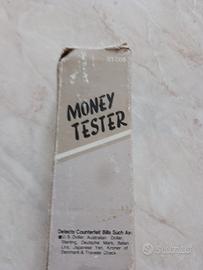 MONEY
TESTER
Detects Counterfeit Bills Such As:
U.S. Dollar, Australian Dollar,
Sterling, Deutsche Mark, Italian
Lira, Japanese Yen, Kroner of
Denmark & Traveler Check
subito